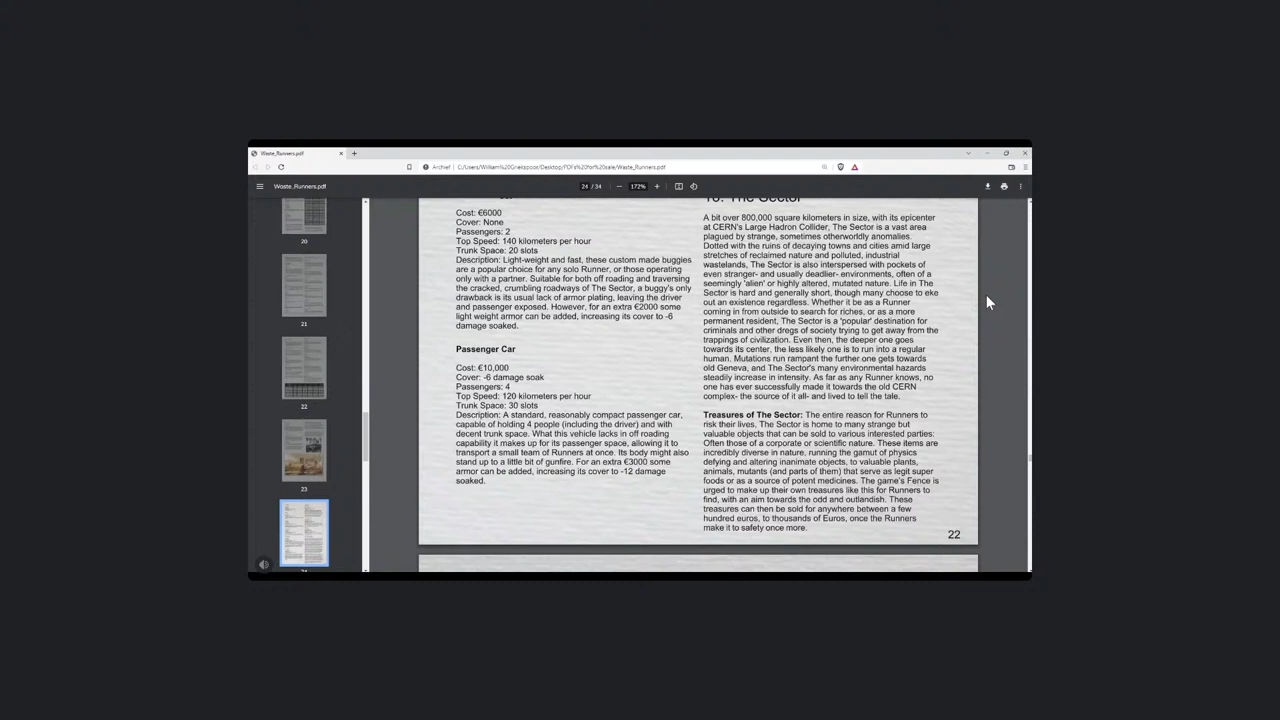 Waste_Runners.pdf
Archief
C:/Users/William%20Gnekspoor/Desktop/PDFs%20for%20sale/Waste_Runners.pdf
Waste_Runners.pdf
24 / 34
172%
20
21
22
23
Cost: €6000
Cover: None
Passengers: 2
Top Speed: 140 kilometers per hour
Trunk Space: 20 slots
Description: Light-weight and fast, these custom made buggies
are a popular choice for any solo Runner, or those operating
only with a partner. Suitable for both off roading and traversing
the cracked, crumbling roadways of The Sector, a buggy's only
drawback is its usual lack of armor plating, leaving the driver
and passenger exposed. However, for an extra €2000 some
light weight armor can be added, increasing its cover to -6
damage soaked.
Passenger Car
Cost: €10,000
Cover: -6 damage soak
Passengers: 4
Top Speed: 120 kilometers per hour
Trunk Space: 30 slots
Description: A standard, reasonably compact passenger car,
capable of holding 4 people (including the driver) and with
decent trunk space. What this vehicle lacks in off roading
capability it makes up for its passenger space, allowing it to
transport a small team of Runners at once. Its body might also
stand up to a little bit of gunfire. For an extra €3000 some
armor can be added, increasing its cover to -12 damage
soaked.
10. The Sector
A bit over 800,000 square kilometers in size, with its epicenter
at CERN's Large Hadron Collider, The Sector is a vast area
plagued by strange, sometimes otherworldly anomalies.
Dotted with the ruins of decaying towns and cities amid large
stretches of reclaimed nature and polluted, industrial
wastelands, The Sector is also interspersed with pockets of
even stranger- and usually deadlier- environments, often of a
seemingly 'alien' or highly altered, mutated nature. Life in The
Sector is hard and generally short, though many choose to eke
out an existence regardless. Whether it be as a Runner
coming in from outside to search for riches, or as a more
permanent resident, The Sector is a 'popular' destination for
criminals and other dregs of society trying to get away from the
trappings of civilization. Even then, the deeper one goes
towards its center, the less likely one is to run into a regular
human. Mutations run rampant the further one gets towards
old Geneva, and The Sector's many environmental hazards
steadily increase in intensity. As far as any Runner knows, no
one has ever successfully made it towards the old CERN
complex- the source of it all- and lived to tell the tale.
Treasures of The Sector: The entire reason for Runners to
risk their lives, The Sector is home to many strange but
valuable objects that can be sold to various interested parties:
Often those of a corporate or scientific nature. These items are
incredibly diverse in nature, running the gamut of physics
defying and altering inanimate objects, to valuable plants,
animals, mutants (and parts of them) that serve as legit super
foods or as a source of potent medicines. The game's Fence is
urged to make up their own treasures like this for Runners to
find, with an aim towards the odd and outlandish. These
treasures can then be sold for anywhere between a few
hundred euros, to thousands of Euros, once the Runners
make it to safety once more.
22